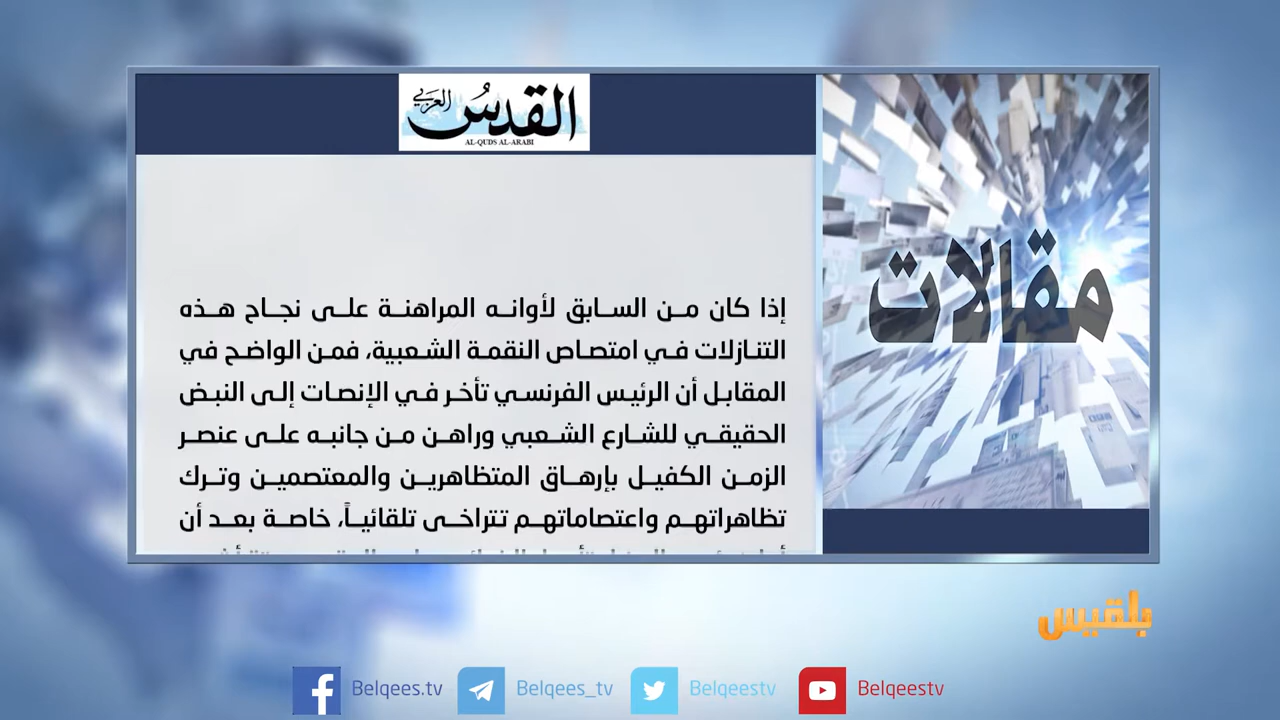 القدس العربي
AL-QUDS AL-ARABI
مقالات
إذا كان من السابق لأوانه المراهنة على نجاح هذه
التنازلات في امتصاص النقمة الشعبية، فمن الواضح في
المقابل أن الرئيس الفرنسي تأخر في الإنصات إلى النبض
الحقيقي للشارع الشعبي وراهن من جانبه على عنصر
الزمن الكفيل بإرهاق المتظاهرين والمعتصمين وترك
تظاهراتهم واعتصاماتهم تتراخى تلقائياً، خاصة بعد أن
بلقيس
Belqees.tv
Belqees_tv
Belqeestv
Belqeestv